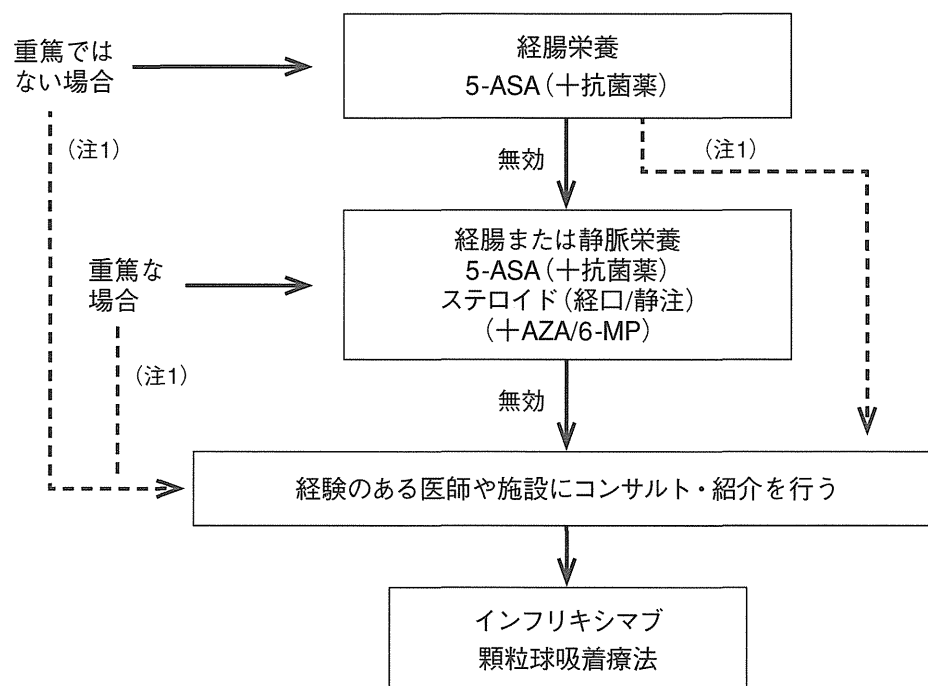 重篤では
ない場合
経腸栄養
5-ASA(＋抗菌薬)
(注1)
無効
(注1)
重篤な
場合
経腸または静脈栄養
5-ASA(＋抗菌薬)
ステロイド(経口/静注)
(＋AZA/6-MP)
(注1)
無効
経験のある医師や施設にコンサルト・紹介を行う
インフリキシマブ
顆粒球吸着療法